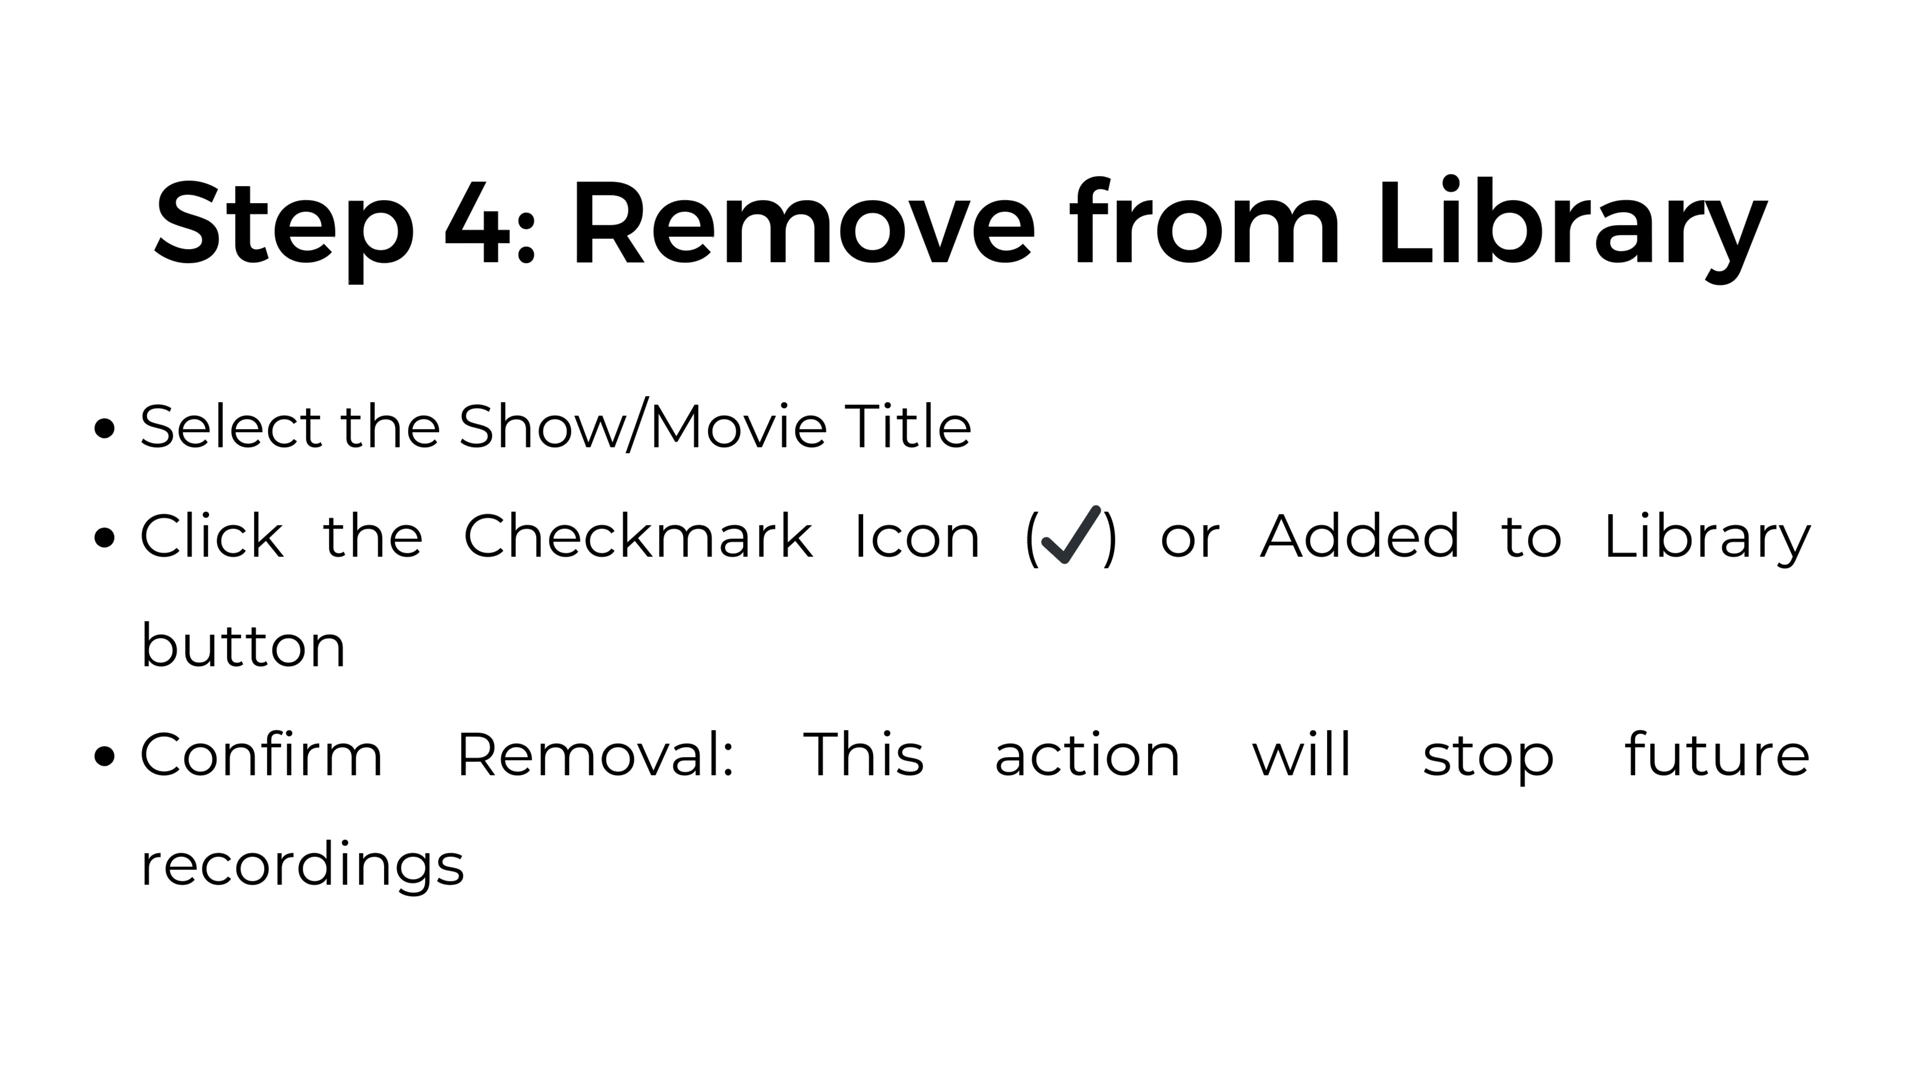 Step 4: Remove from Library
• Select the Show/Movie Title
• Click the Checkmark Icon (✔) or Added to Library
button
• Confirm Removal: This action will stop future
recordings